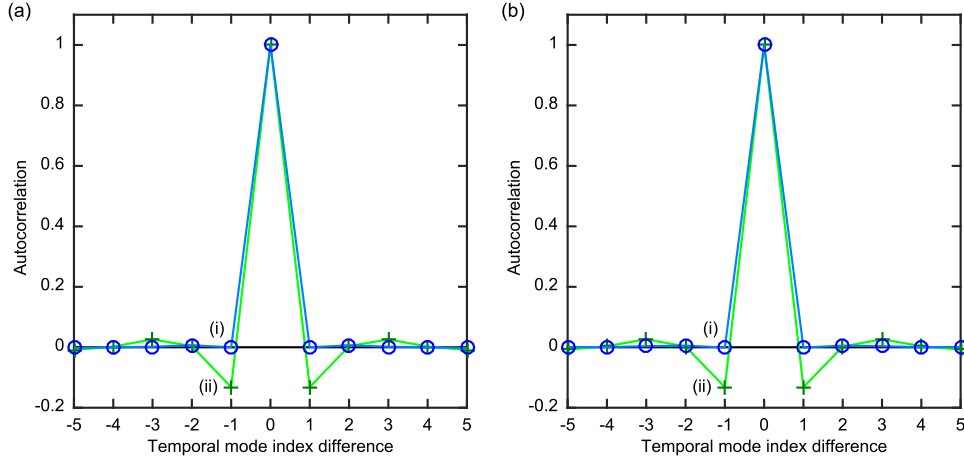 (a)
1
0.8
0.6
0.4
0.2
0
-0.2
Autocorrelation
(i)
(ii)
-5 -4 -3 -2 -1 0 1 2 3 4 5
Temporal mode index difference
(b)
1
0.8
0.6
0.4
0.2
0
-0.2
Autocorrelation
(i)
(ii)
-5 -4 -3 -2 -1 0 1 2 3 4 5
Temporal mode index difference